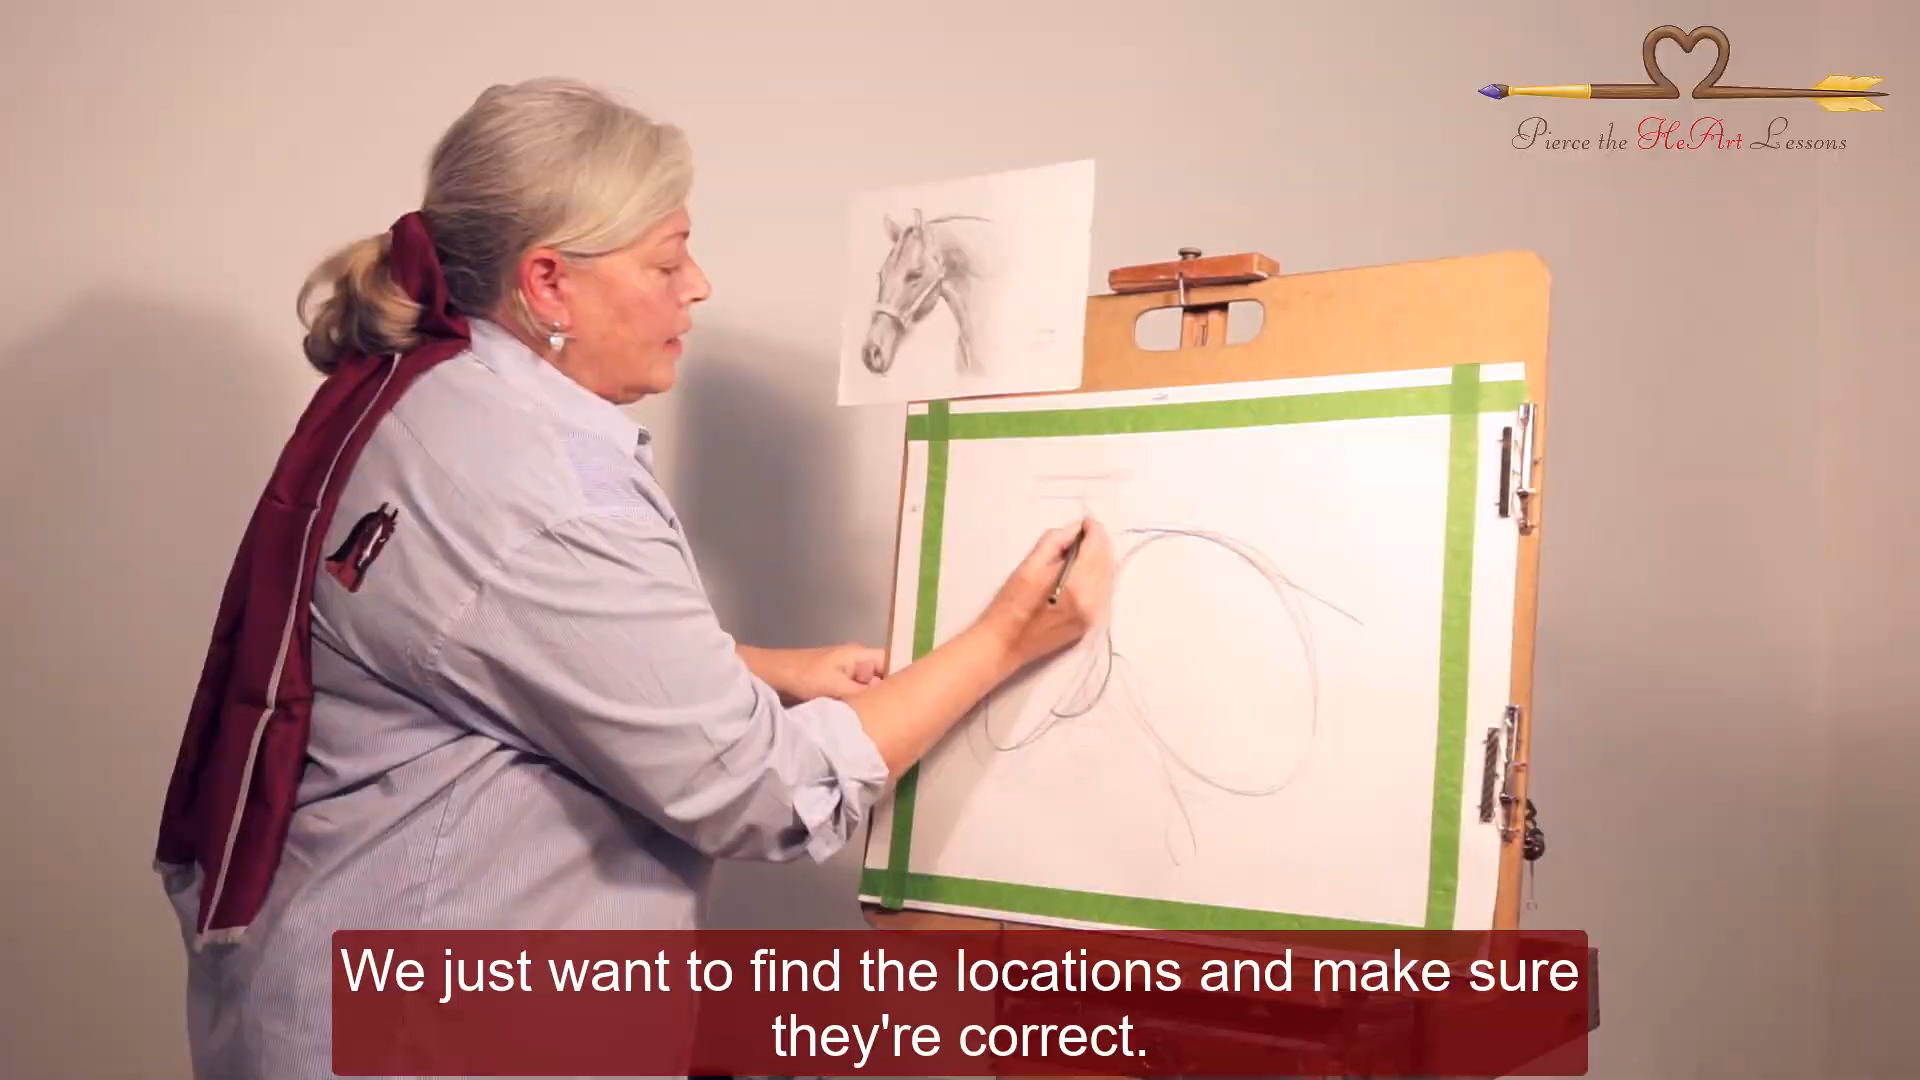 Pierce the HeArt Lessons
We just want to find the locations and make sure
they're correct.